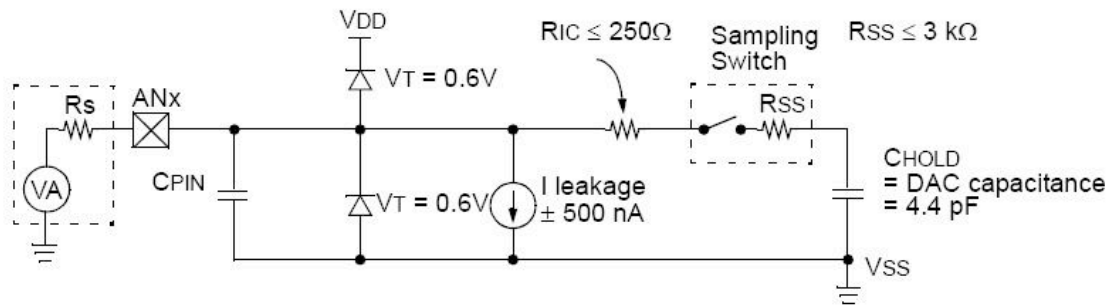 VDD
RIC ≤ 250Ω
Sampling
Switch
RSS ≤ 3 kΩ
VT = 0.6V
ANx
Rs
RSS
VA
CPIN
VT = 0.6V
I leakage
± 500 nA
CHOLD
= DAC capacitance
= 4.4 pF
VSS